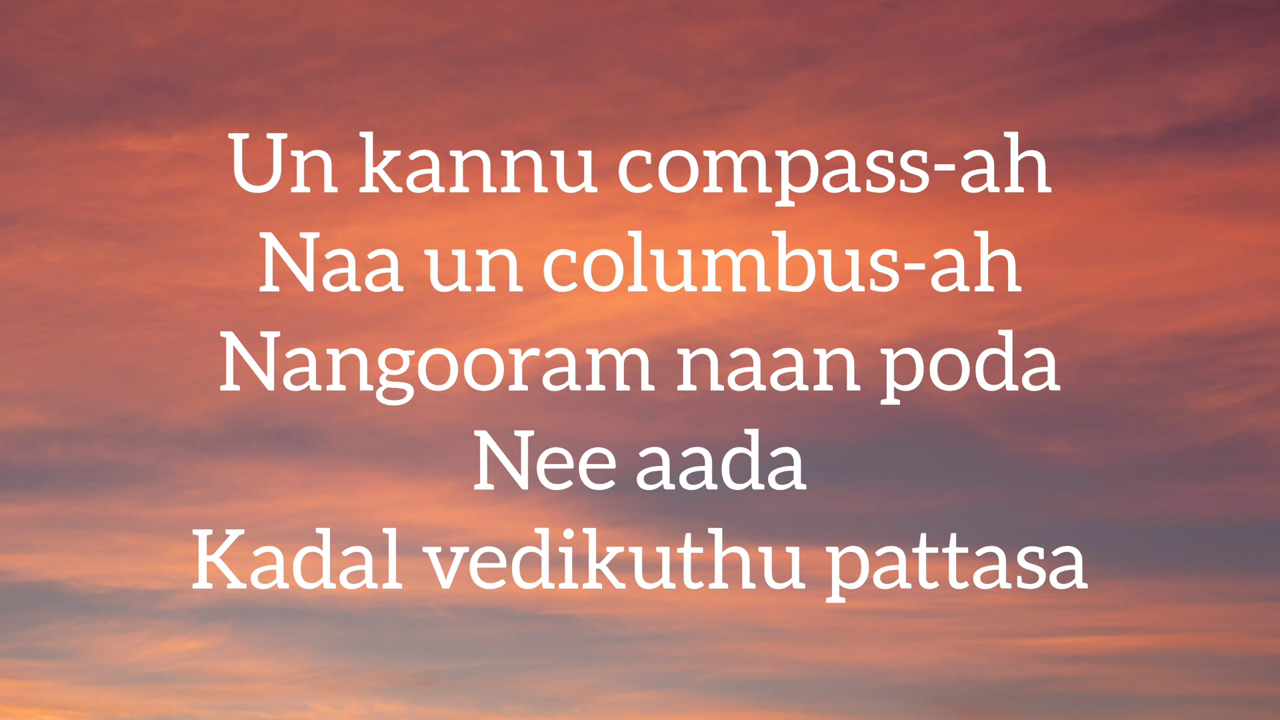 Un kannu compass-ah
Naa un columbus-ah
Nangooram naan poda
Nee aada
Kadal vedikuthu pattasa